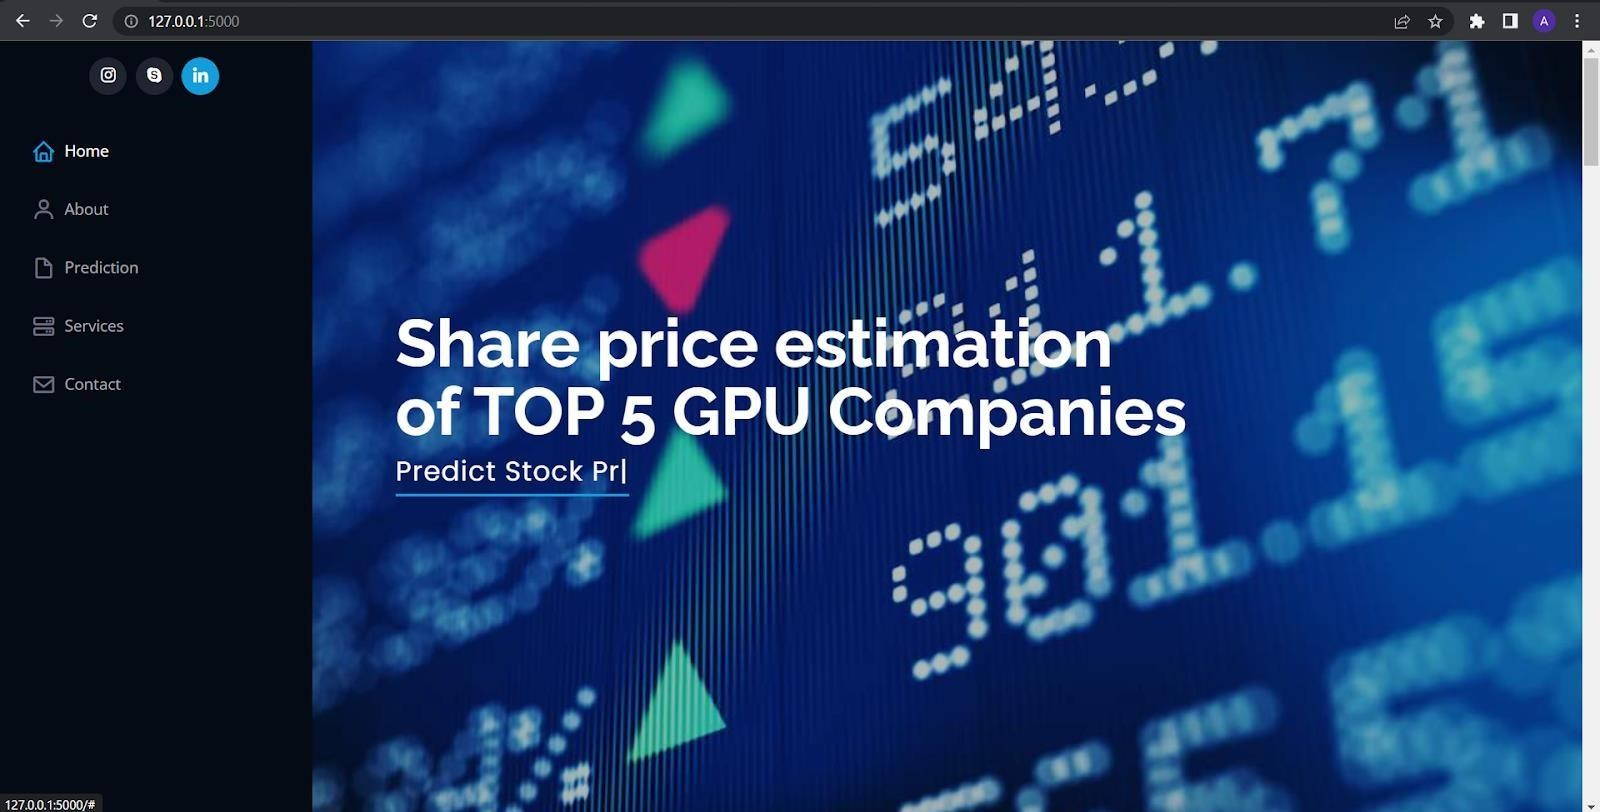 127.0.0.1:5000
A
in
Home
About
Prediction
Services
Contact
Share price estimation
of TOP 5 GPU Companies
Predict Stock Pr|
127.0.0.1:5000/#